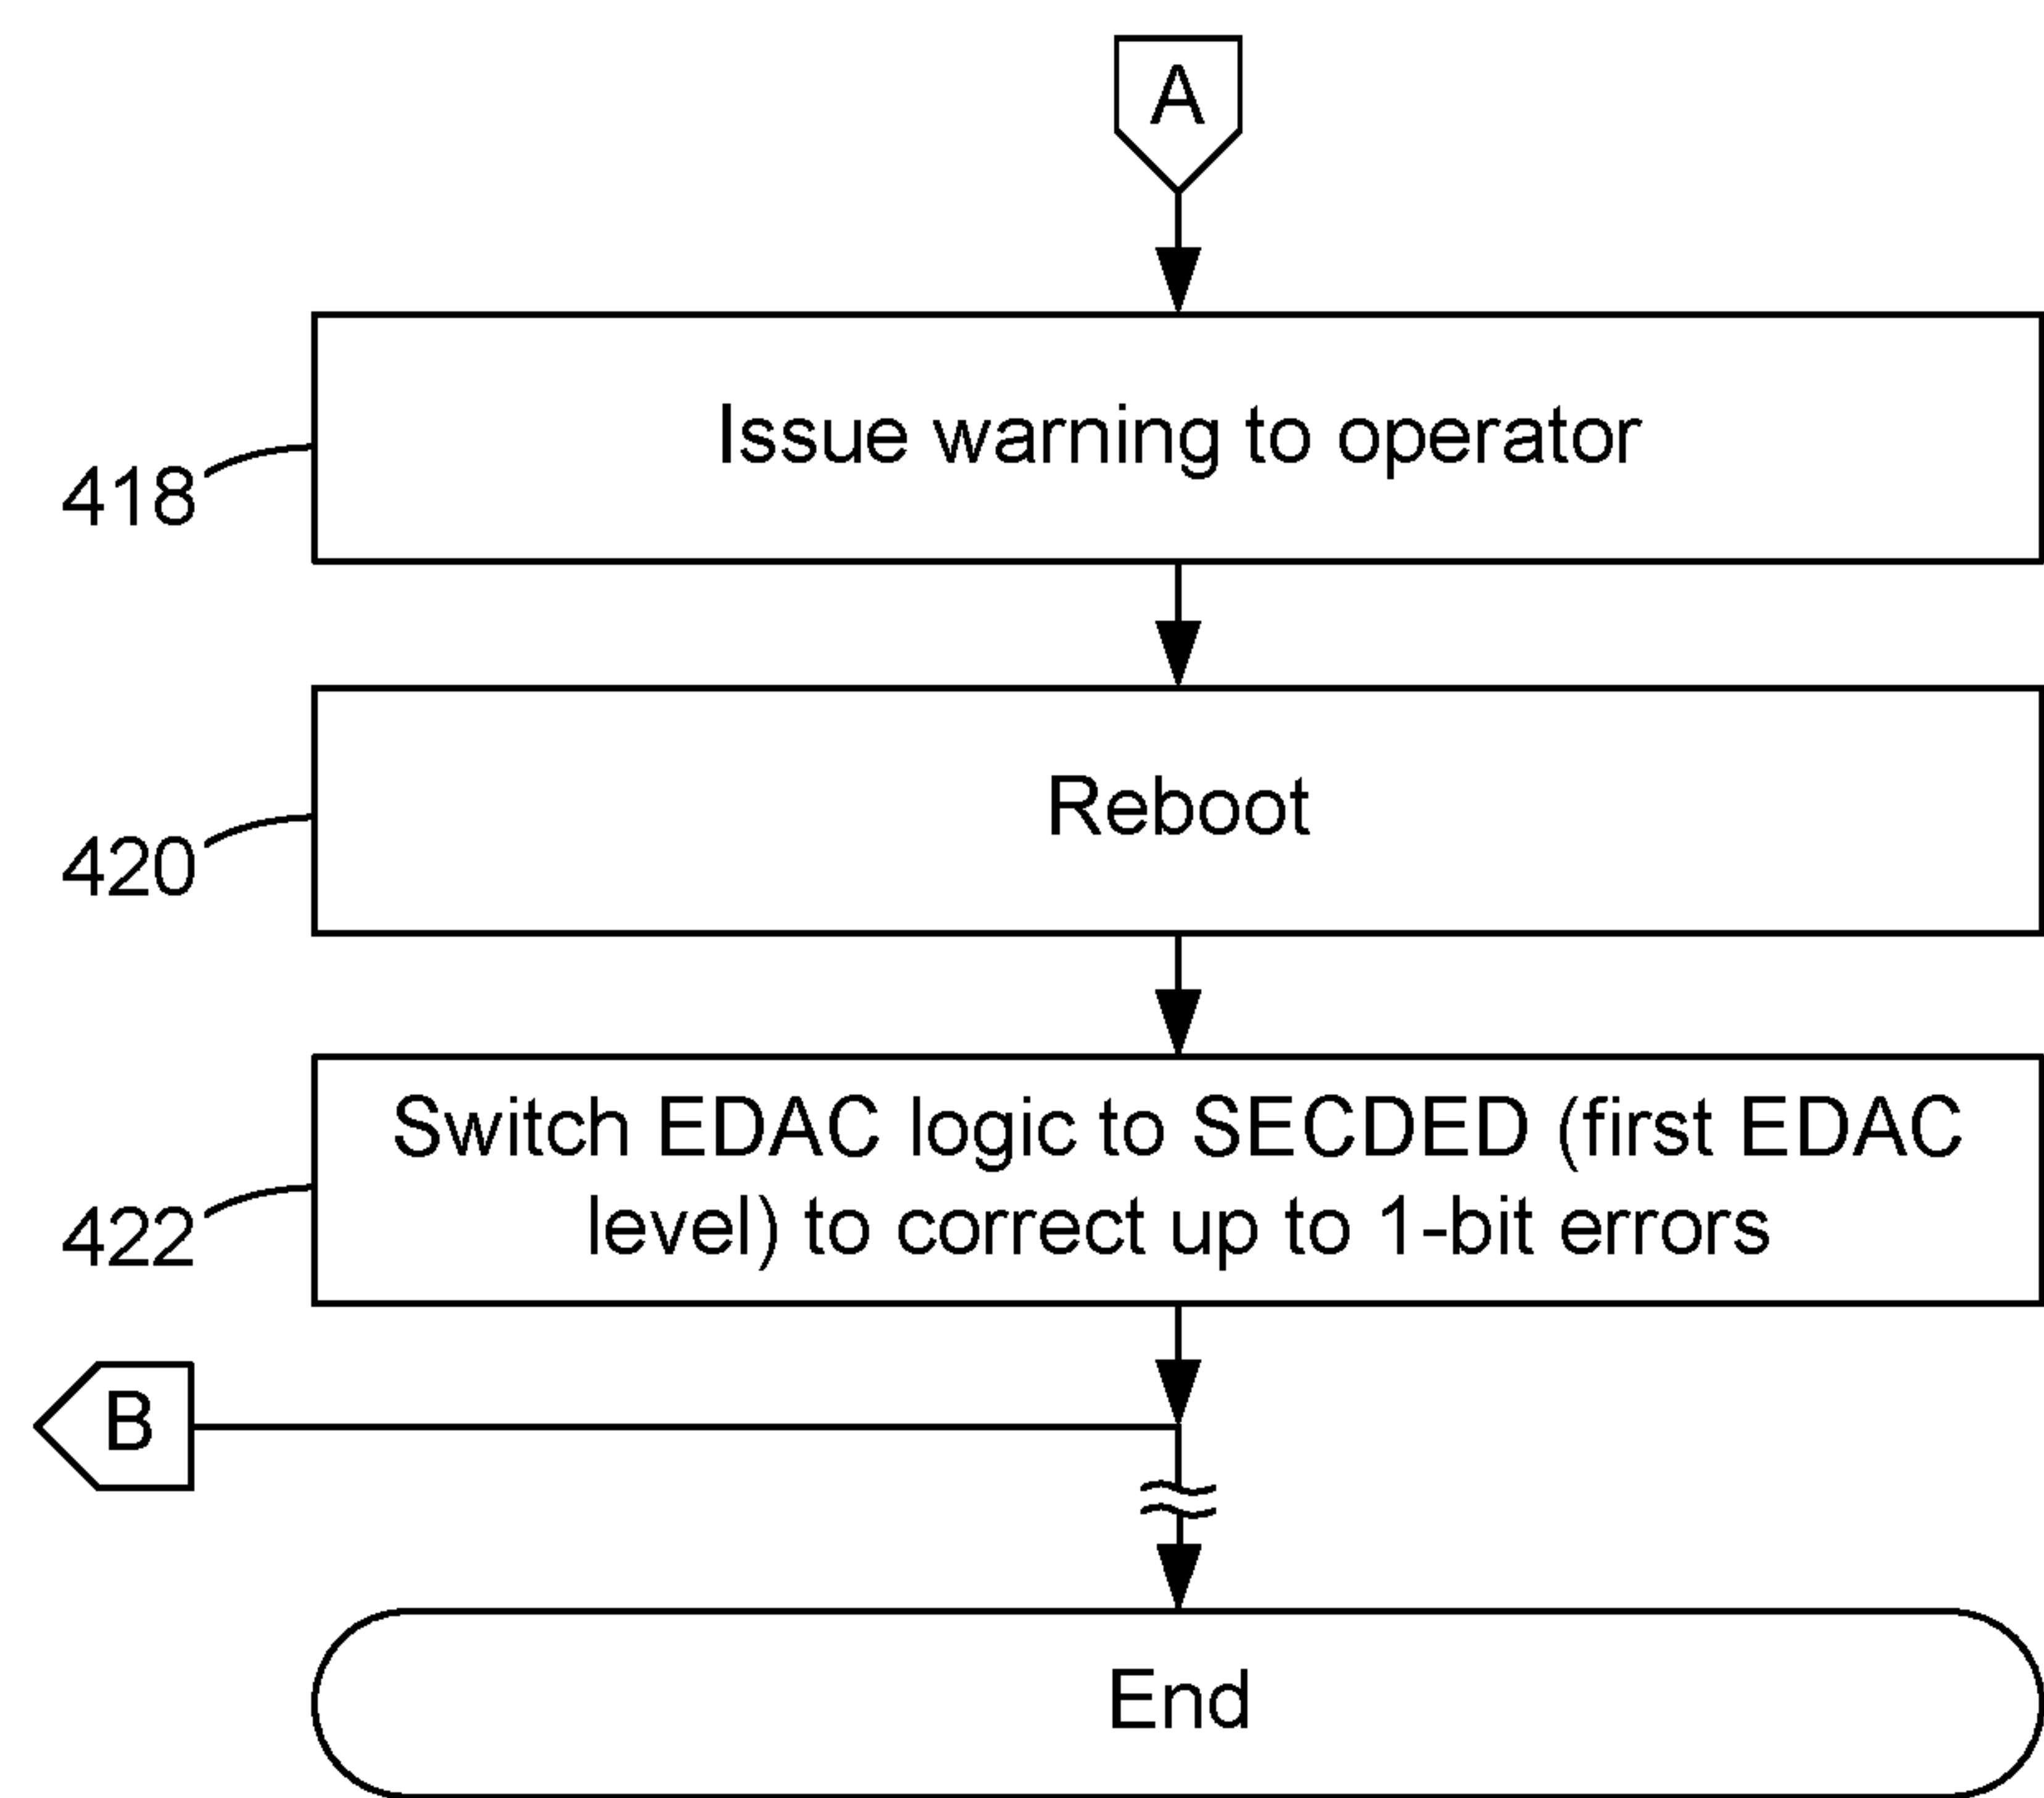 A
Issue warning to operator
418
Reboot
420
Switch EDAC logic to SECDED (first EDAC
level) to correct up to 1-bit errors
422
B
End